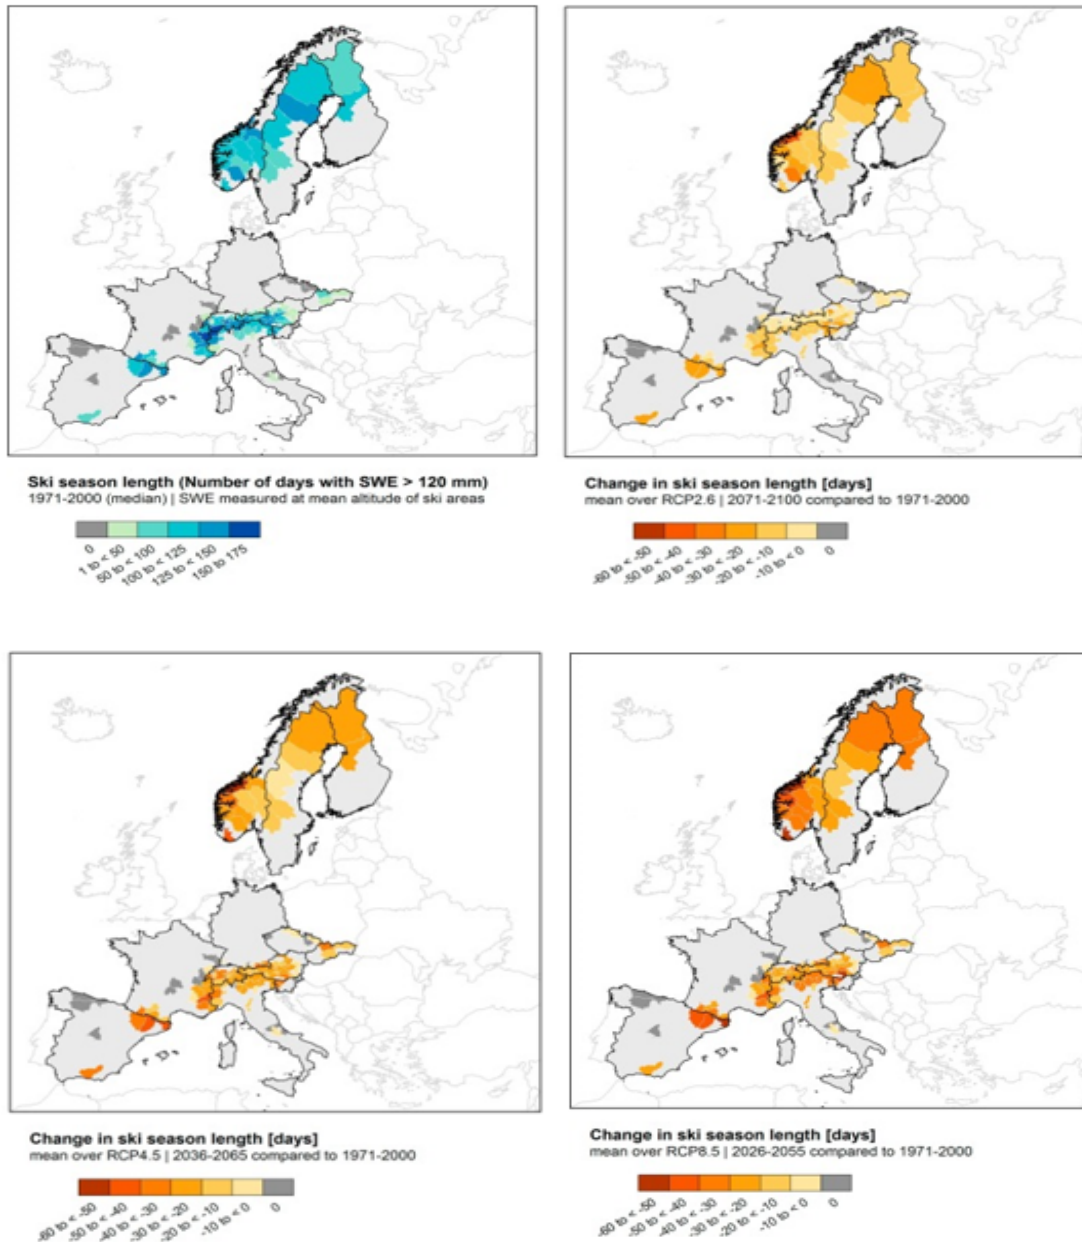 Ski season length (Number of days with SWE > 120 mm)
1971-2000 (median) | SWE measured at mean altitude of ski areas
0
1 to < 50
50 to < 100
100 to < 125
125 to < 150
150 to 175
Change in ski season length [days]
mean over RCP2.6 | 2071-2100 compared to 1971-2000
-60 to < -50
-50 to < -40
-40 to < -30
-30 to < -20
-20 to < -10
-10 to < 0
0
Change in ski season length [days]
mean over RCP4.5 | 2036-2065 compared to 1971-2000
-60 to < -50
-50 to < -40
-40 to < -30
-30 to < -20
-20 to < -10
-10 to < 0
0
Change in ski season length [days]
mean over RCP8.5 | 2026-2055 compared to 1971-2000
-60 to < -50
-50 to < -40
-40 to < -30
-30 to < -20
-20 to < -10
-10 to < 0
0